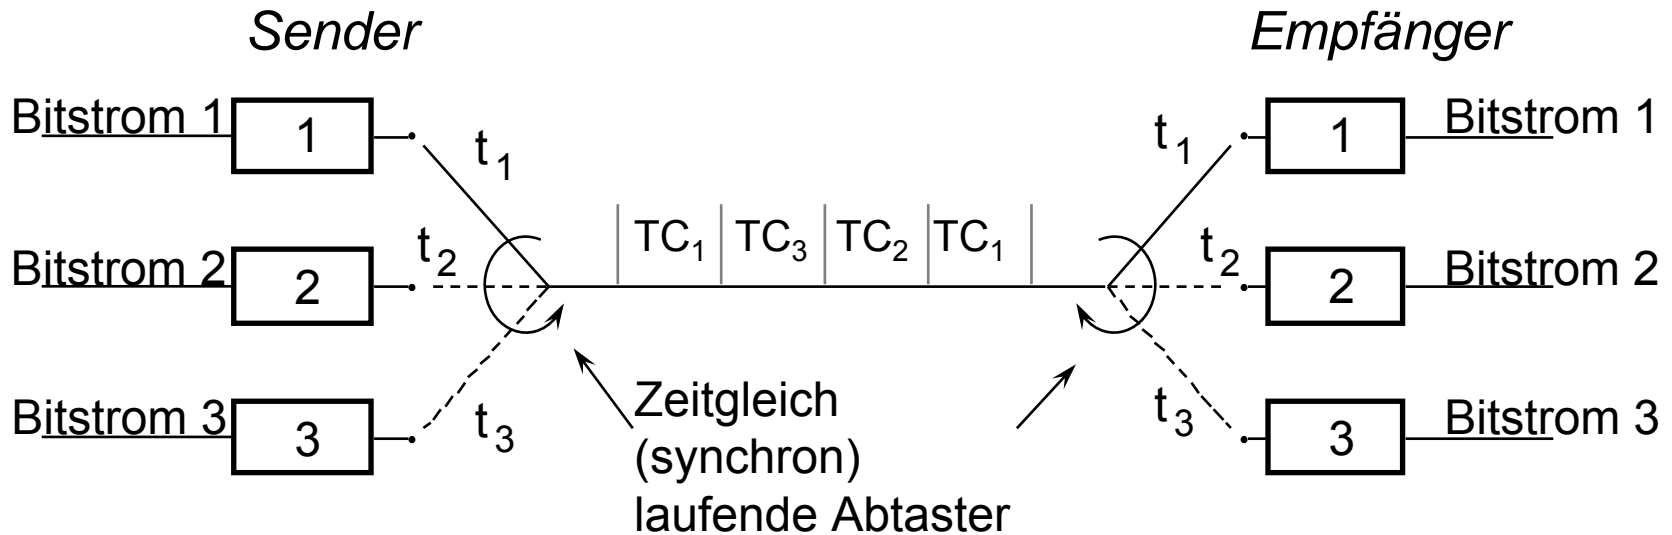 Sender
Empfänger
Bitstrom 1
1
t1
t1
1
Bitstrom 1
TC1
TC3
TC2
TC1
Bitstrom 2
2
t2
t2
2
Bitstrom 2
Bitstrom 3
3
t3
t3
3
Bitstrom 3
Zeitgleich
(synchron)
laufende Abtaster